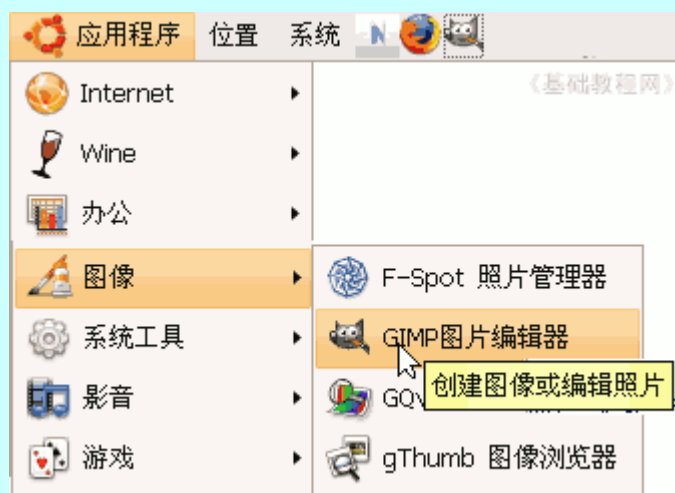 应用程序 位置 系统
《基础教程网》
Internet
Wine
办公
图像
F-Spot 照片管理器
系统工具
GIMP图片编辑器
创建图像或编辑照片
影音
游戏
gThumb 图像浏览器